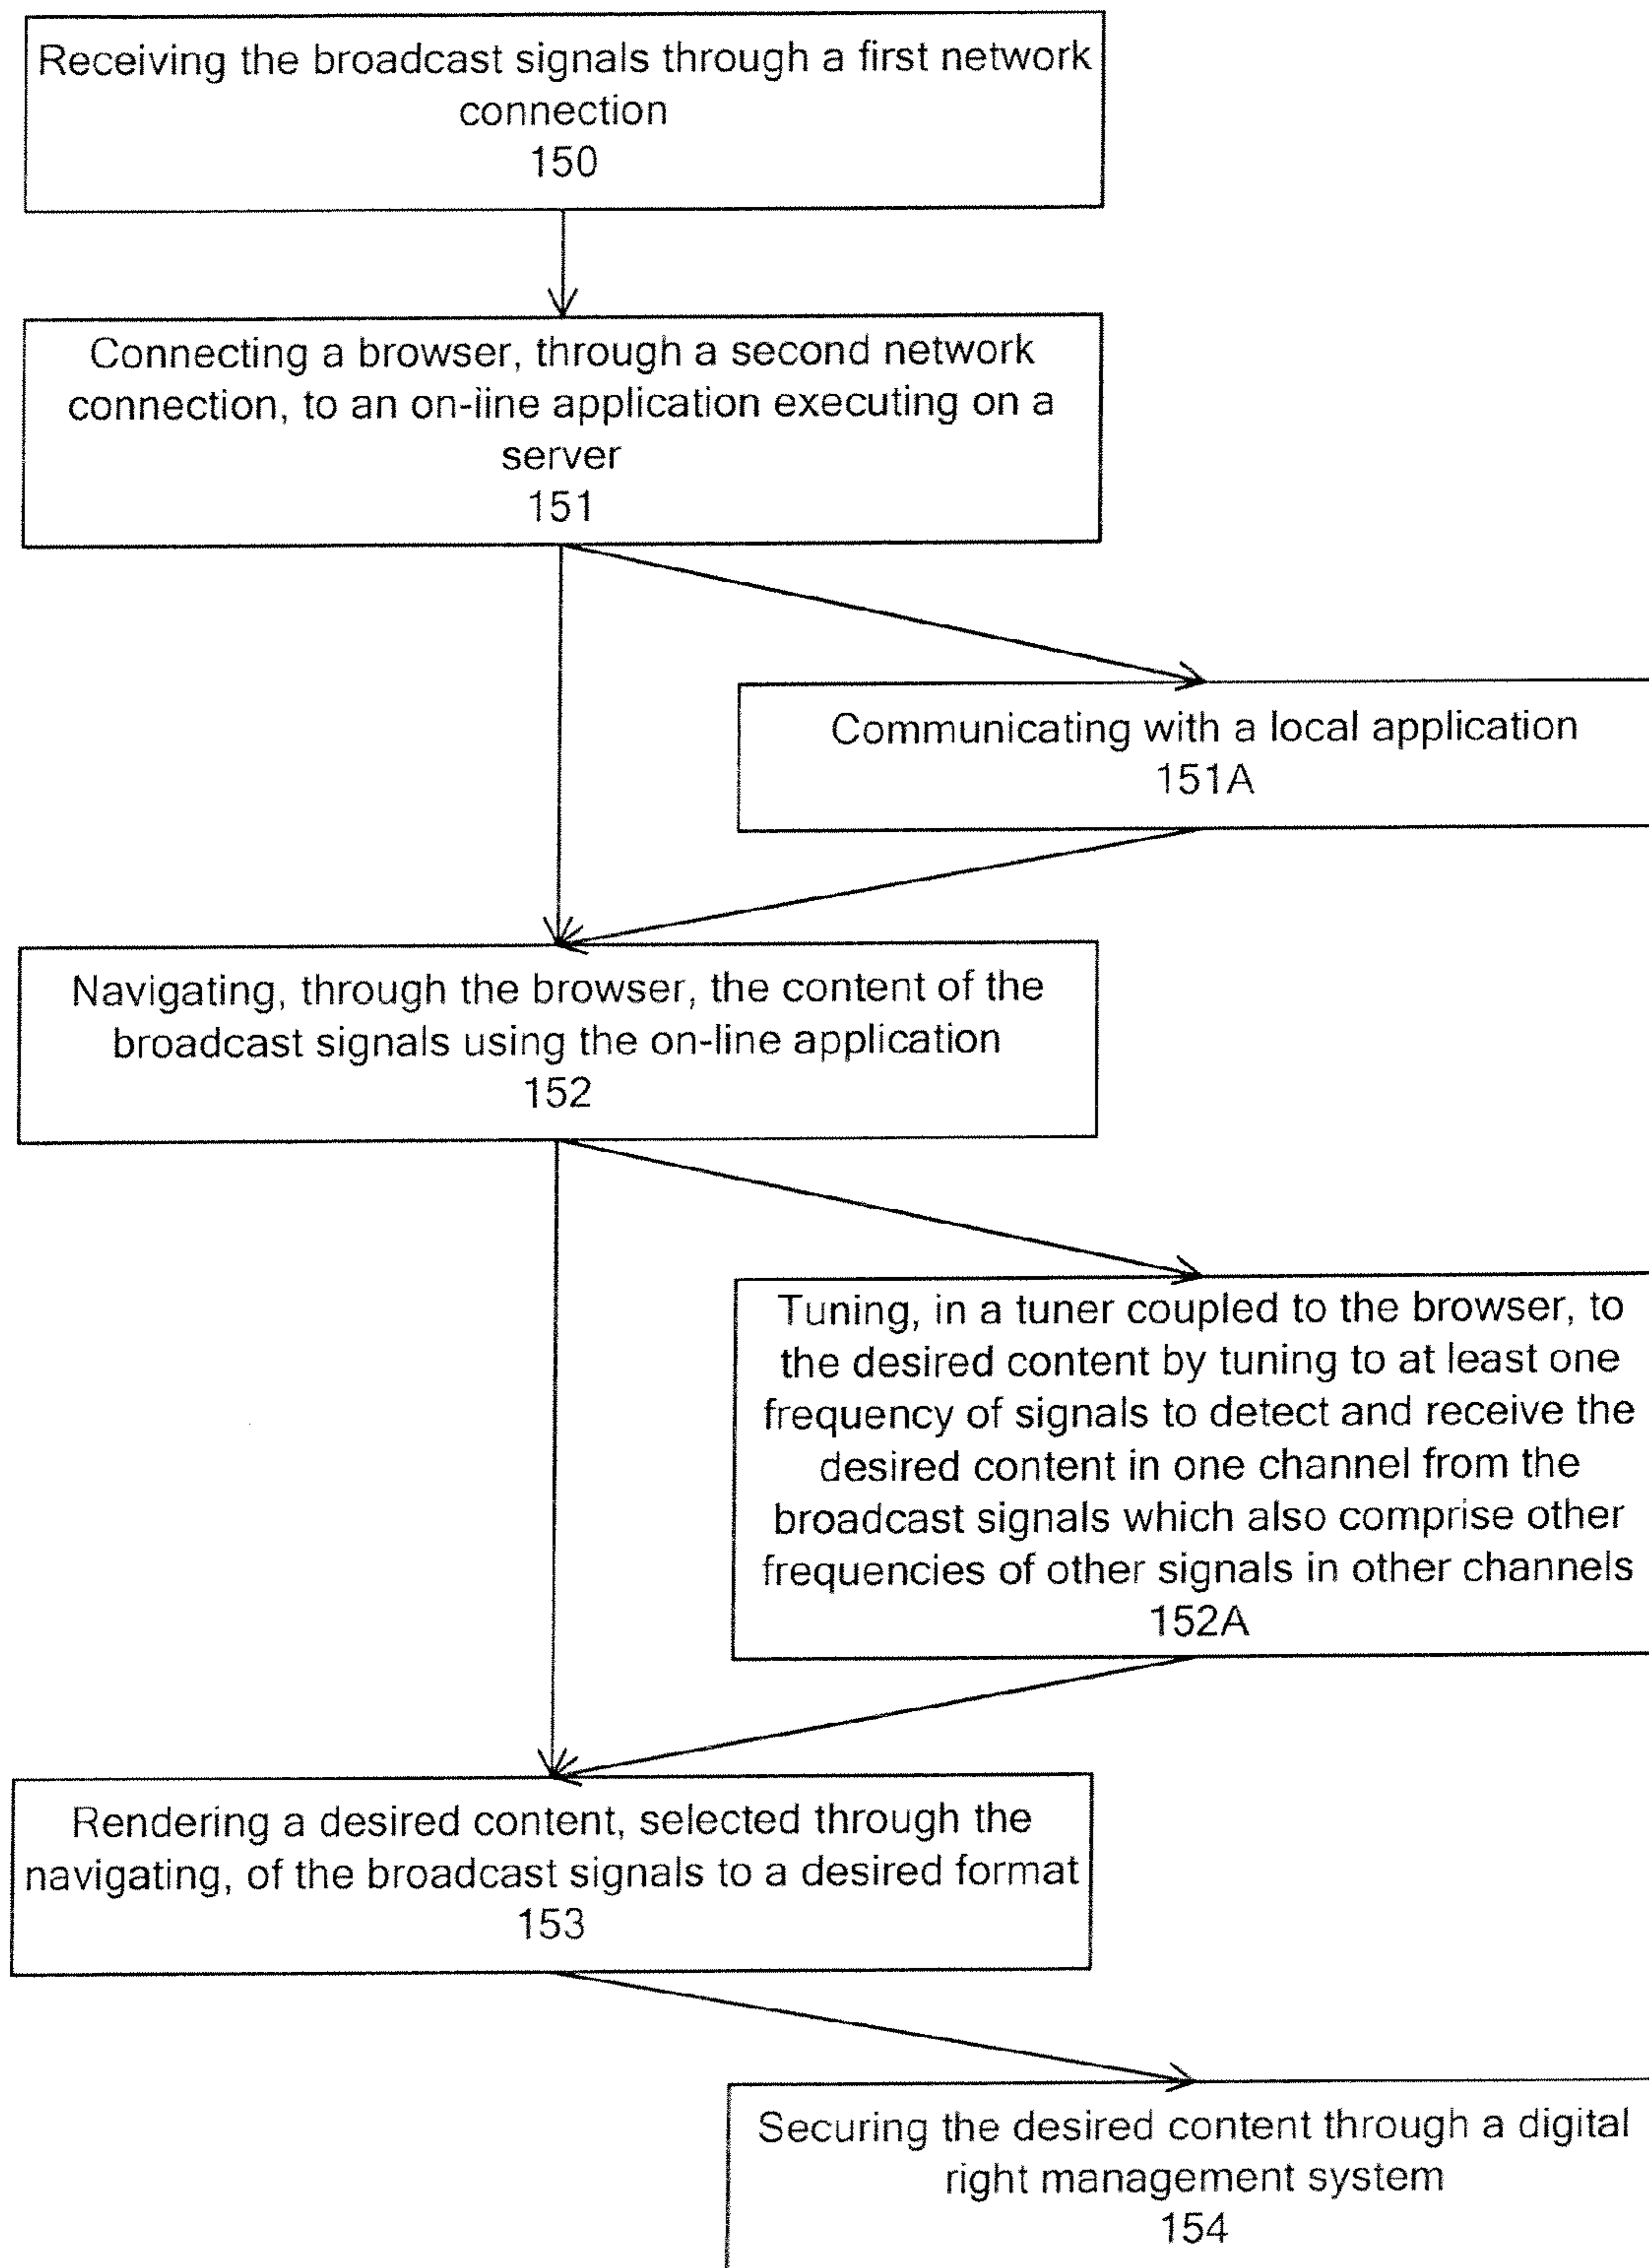 Receiving the broadcast signals through a first network
connection
150
Connecting a browser, through a second network
connection, to an on-line application executing on a
server
151
Communicating with a local application
151A
Navigating, through the browser, the content of the
broadcast signals using the on-line application
152
Tuning, in a tuner coupled to the browser, to
the desired content by tuning to at least one
frequency of signals to detect and receive the
desired content in one channel from the
broadcast signals which also comprise other
frequencies of other signals in other channels
152A
Rendering a desired content, selected through the
navigating, of the broadcast signals to a desired format
153
Securing the desired content through a digital
right management system
154